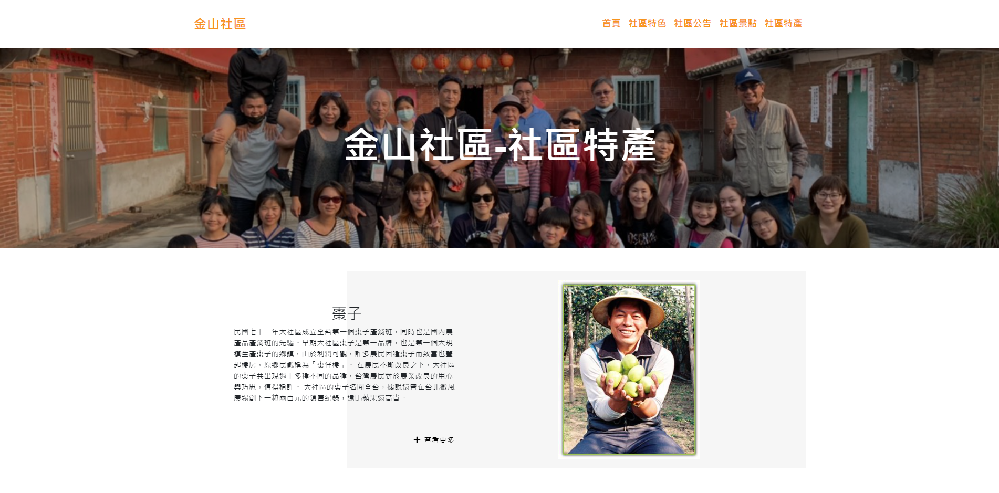 金山社區
首頁 社區特色 社區公告 社區景點 社區特產
金山社區-社區特產
棗子
民國七十二年大社區成立全台第一個棗子產銷班，同時也是國內農
產品產銷班的先驅。早期大社區棗子是第一品牌，也是第一個大規
模生產棗子的鄉鎮，由於利潤可觀，許多農民因種棗子而致富也蓋
起樓房，原鄉民戲稱為「棗仔樓」。 在農民不斷改良之下，大社區
的棗子共出現過十多種不同的品種，台灣農民對於農業改良的用心
與巧思，值得稱許。 大社區的棗子名聞全台，據說還曾在台北微風
廣場創下一粒兩百元的銷售紀錄，遠比蘋果還高貴。
查看更多